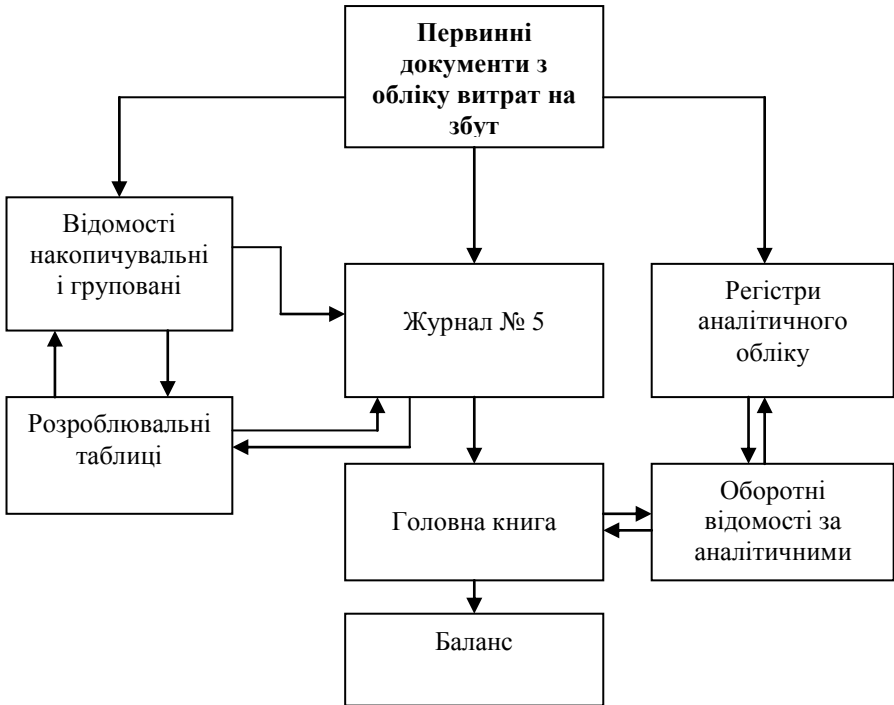 Первинні
документи з
обліку витрат на
збут
Відомості
накопичувальні
і груповані
Журнал № 5
Регістри
аналітичного
обліку
Розроблювальні
таблиці
Головна книга
Оборотні
відомості за
аналітичними
Баланс